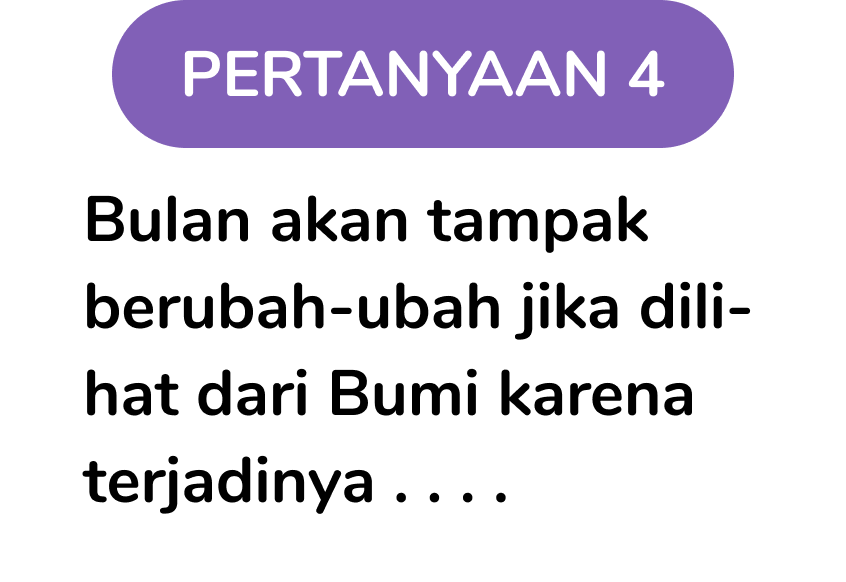 PERTANYAAN 4
Bulan akan tampak
berubah-ubah jika dili-
hat dari Bumi karena
terjadinya . . . .